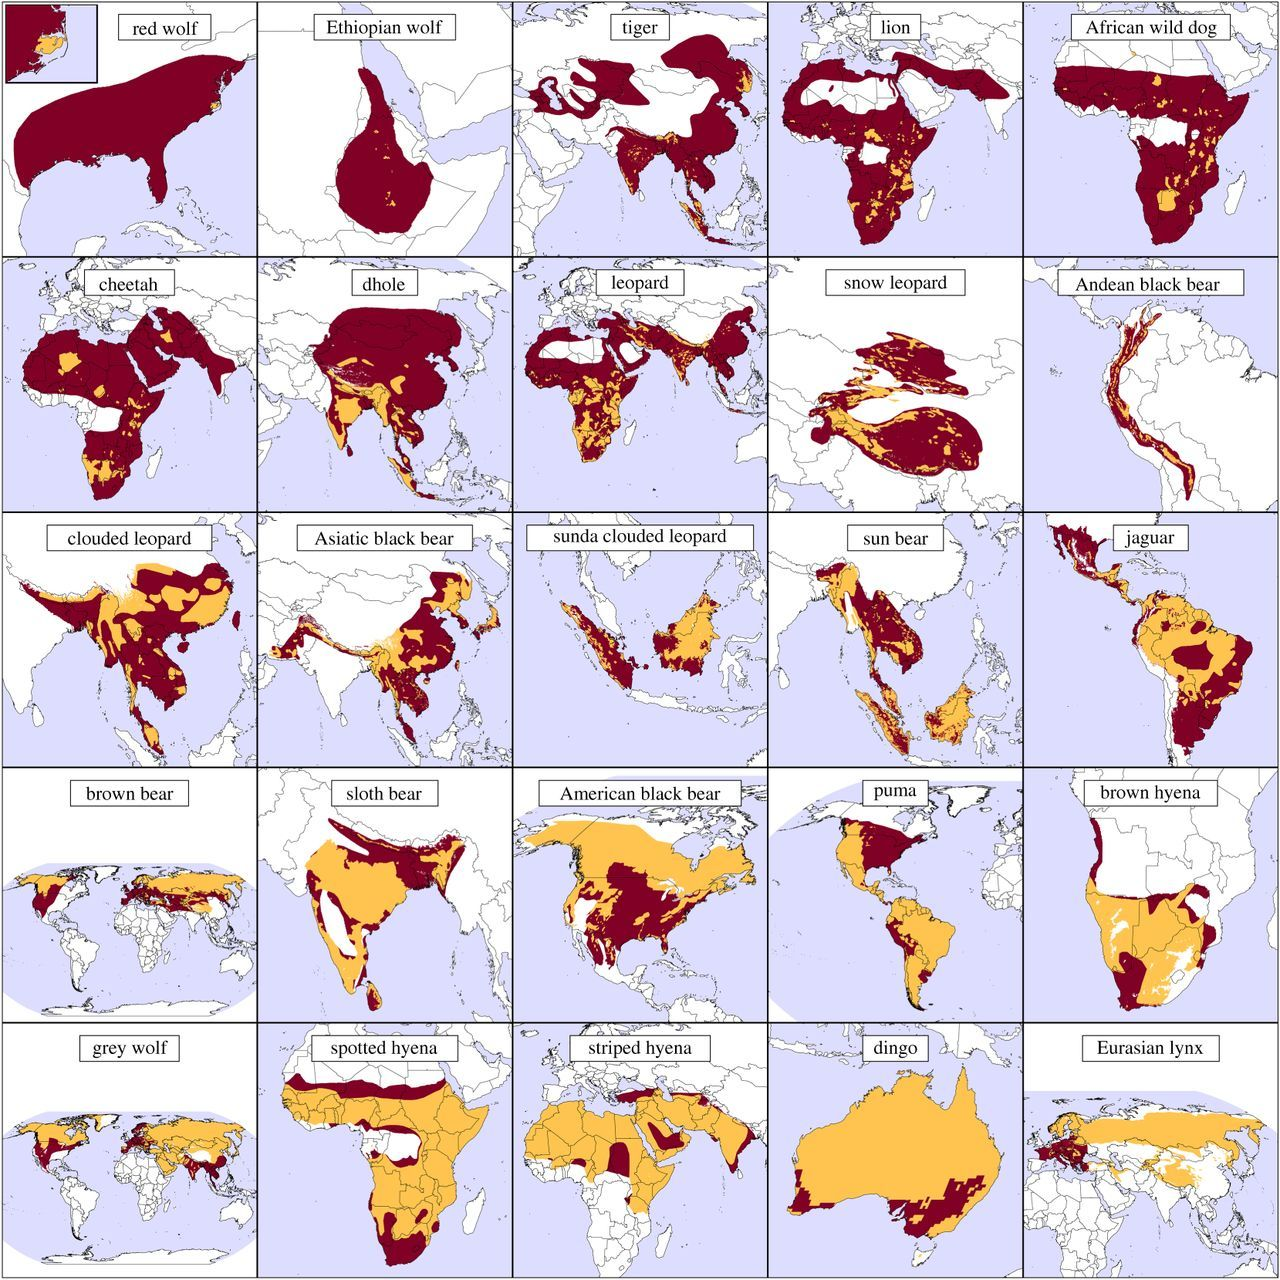 red wolf
Ethiopian wolf
tiger
lion
African wild dog
cheetah
dhole
leopard
snow leopard
Andean black bear
clouded leopard
Asiatic black bear
sunda clouded leopard
sun bear
jaguar
brown bear
sloth bear
American black bear
puma
brown hyena
grey wolf
spotted hyena
striped hyena
dingo
Eurasian lynx